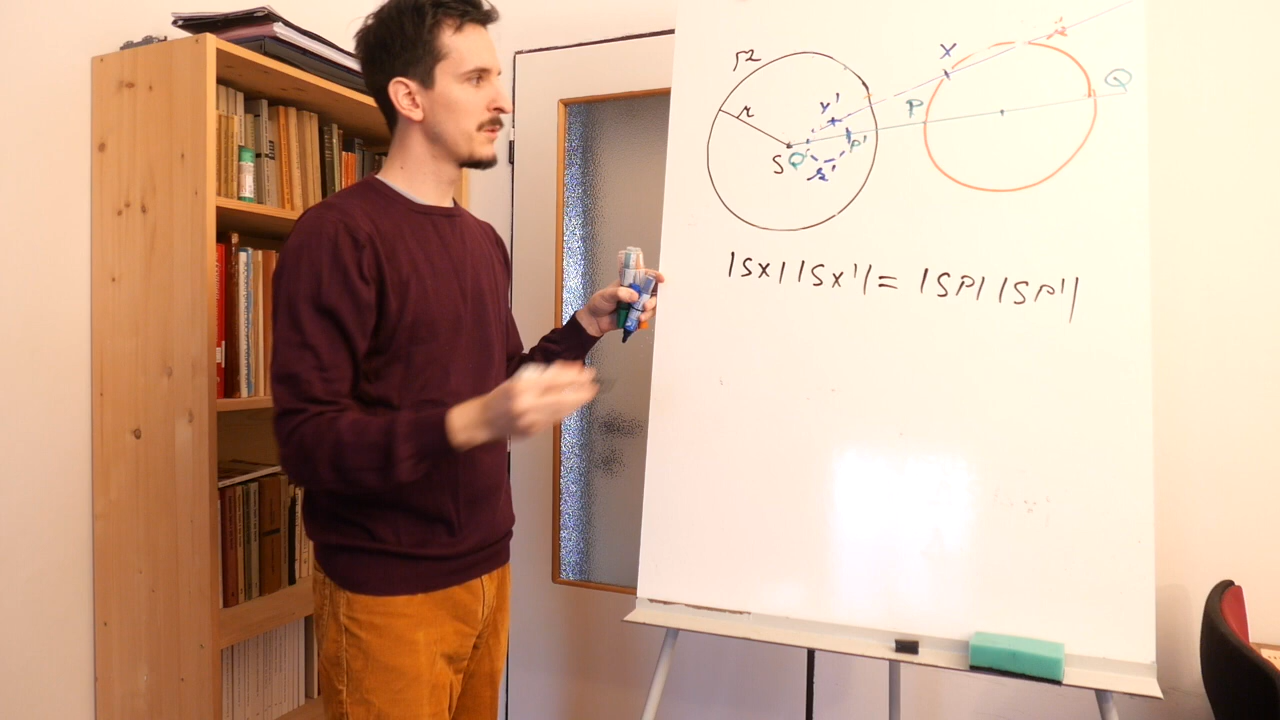 Ω
r
S
X'
P'
Q'
X
P
Q
|SX| |SX'| = |SP| |SP'|